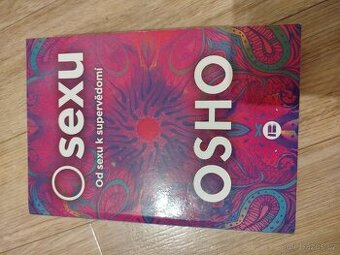 O sexu
Od sexu k supervědomí
OSHO